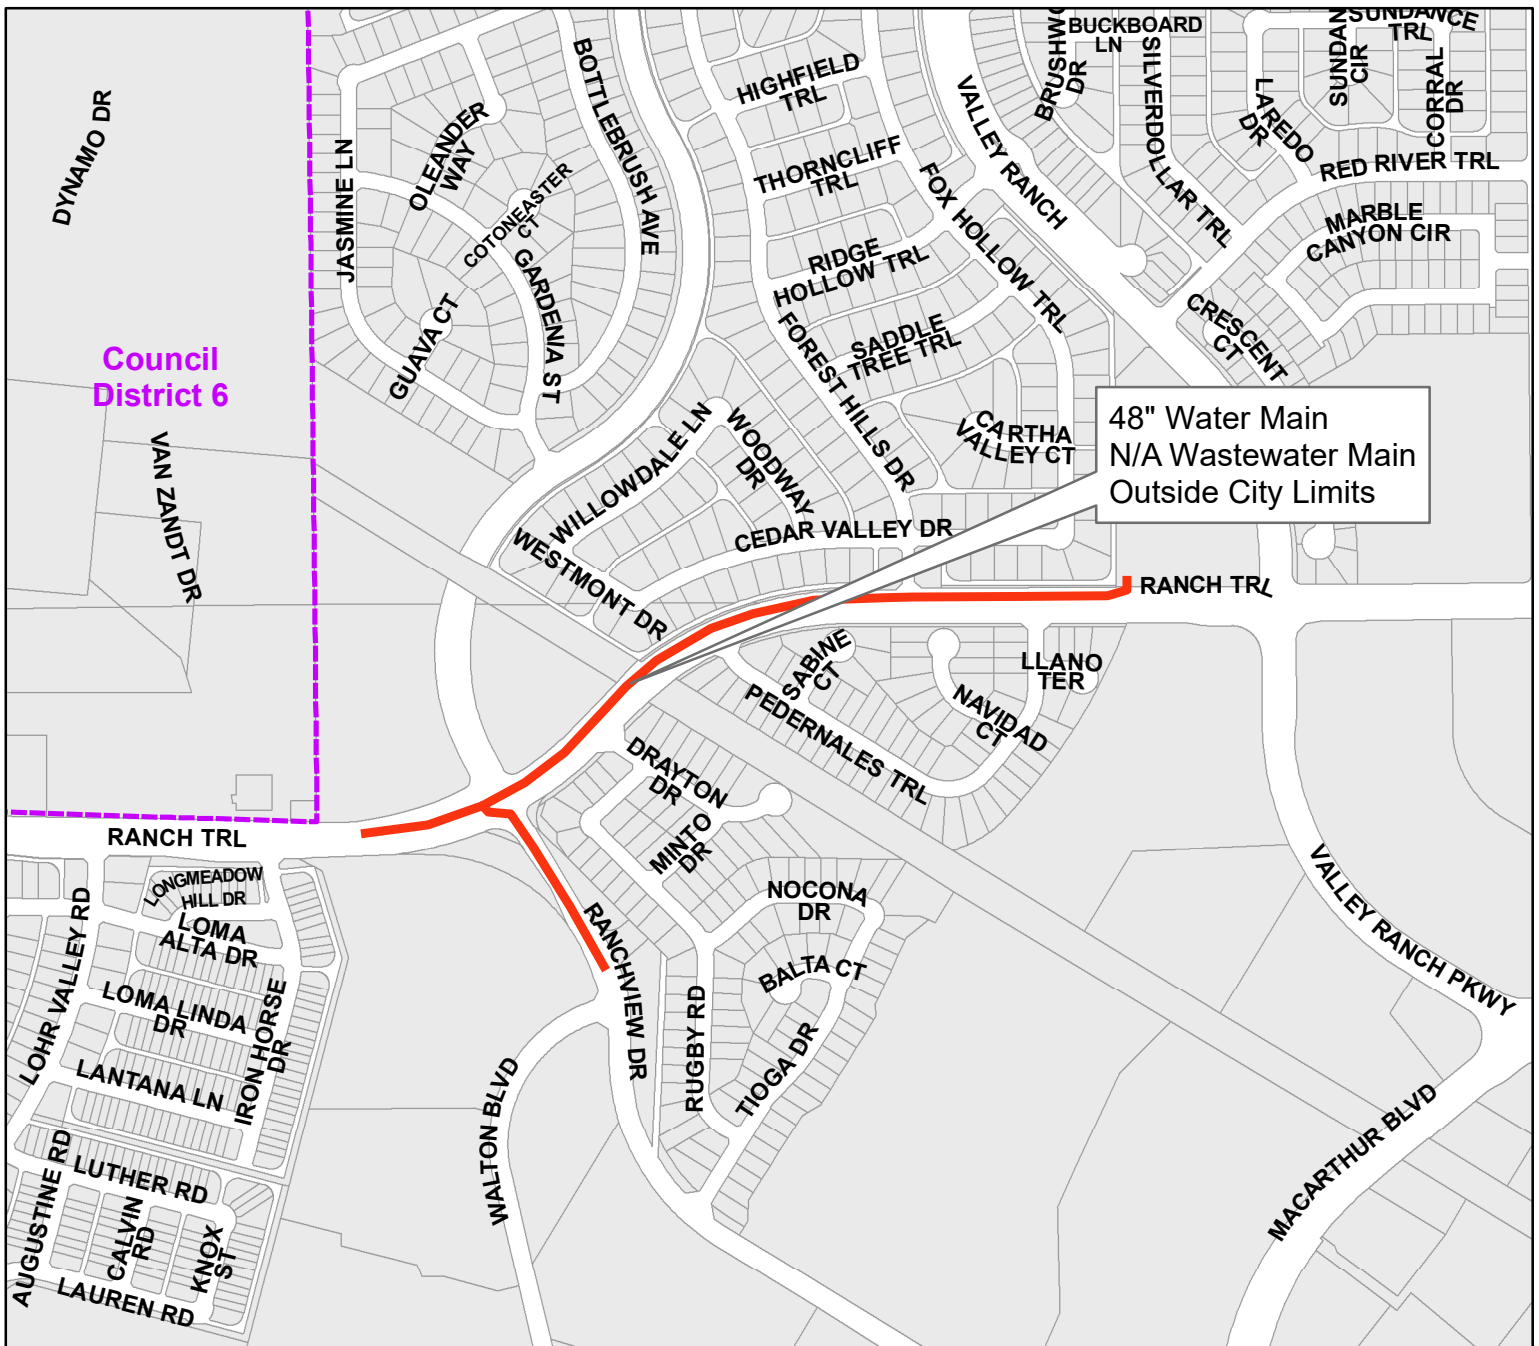 SUNDANCE
TRL
BUCKBOARD
LN
BRUSHW
DR
SILVERDOLLAR TRL
SUNDAN
CIR
CORRAL
DR
LAREDO
DR
RED RIVER TRL
MARBLE
CANYON CIR
CRESCENT
CT
VALLEY RANCH
BOTTLEBRUSH AVE
HIGHFIELD
TRL
THORNCLIFF
TRL
FOX HOLLOW TRL
RIDGE
HOLLOW TRL
SADDLE
TREE TRL
FOREST HILLS DR
CARTHA
VALLEY CT
DYNAMO DR
JASMINE LN
OLEANDER
WAY
COTONEASTER
CT
GARDENIA ST
GUAVA CT
Council
District 6
VAN ZANDT DR
WILLOWDALE LN
WOODWAY
DR
WESTMONT DR
CEDAR VALLEY DR
48" Water Main
N/A Wastewater Main
Outside City Limits
RANCH TRL
SABINE
CT
PEDERNALES TRL
NAVIDAD
CT
LLANO
TER
DRAYTON
DR
MINTO
DR
RANCH TRL
LONGMEADOW
HILL DR
LOMA
ALTA DR
LOHR VALLEY RD
LOMA LINDA
DR
IRON HORSE
DR
LANTANA LN
NOCONA
DR
BALTA CT
RANCHVIEW DR
RUGBY RD
TIOGA DR
WALTON BLVD
VALLEY RANCH PKWY
MACARTHUR BLVD
AUGUSTINE RD
LUTHER RD
CALVIN
RD
KNOX
ST
LAUREN RD